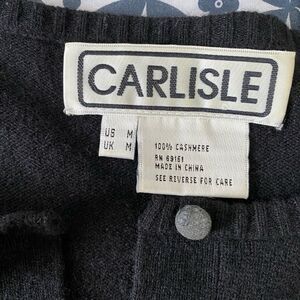 CARLISLE
US M
UK M
100% CASHMERE
RN 69161
MADE IN CHINA
SEE REVERSE FOR CARE